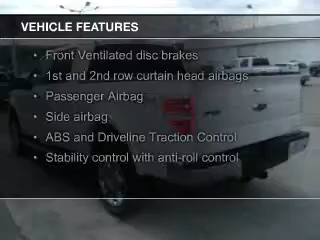 VEHICLE FEATURES
• Front Ventilated disc brakes
• 1st and 2nd row curtain head airbags
• Passenger Airbag
• Side airbag
• ABS and Driveline Traction Control
• Stability control with anti-roll control